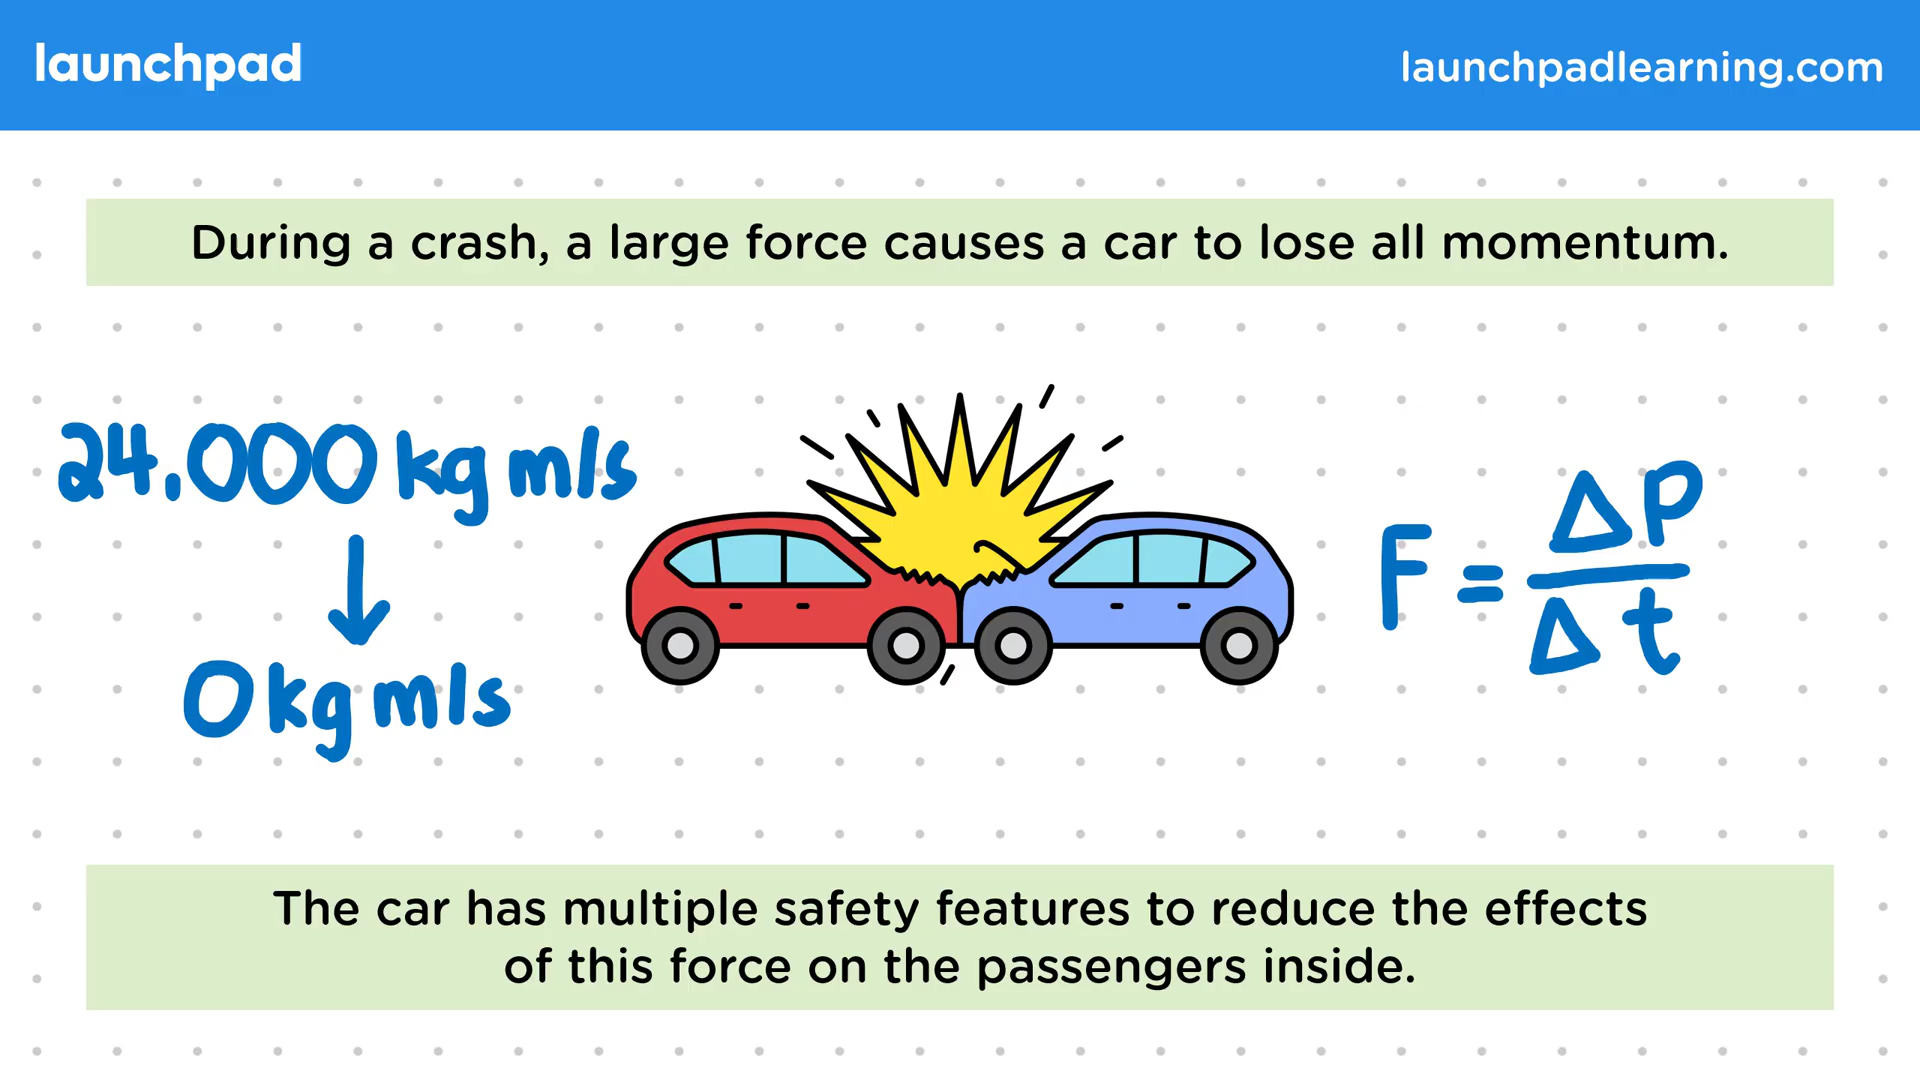 launchpad
launchpadlearning.com
During a crash, a large force causes a car to lose all momentum.
24.000 kg m/s
↓
0 kg m/s
F = Δp / Δt
The car has multiple safety features to reduce the effects
of this force on the passengers inside.